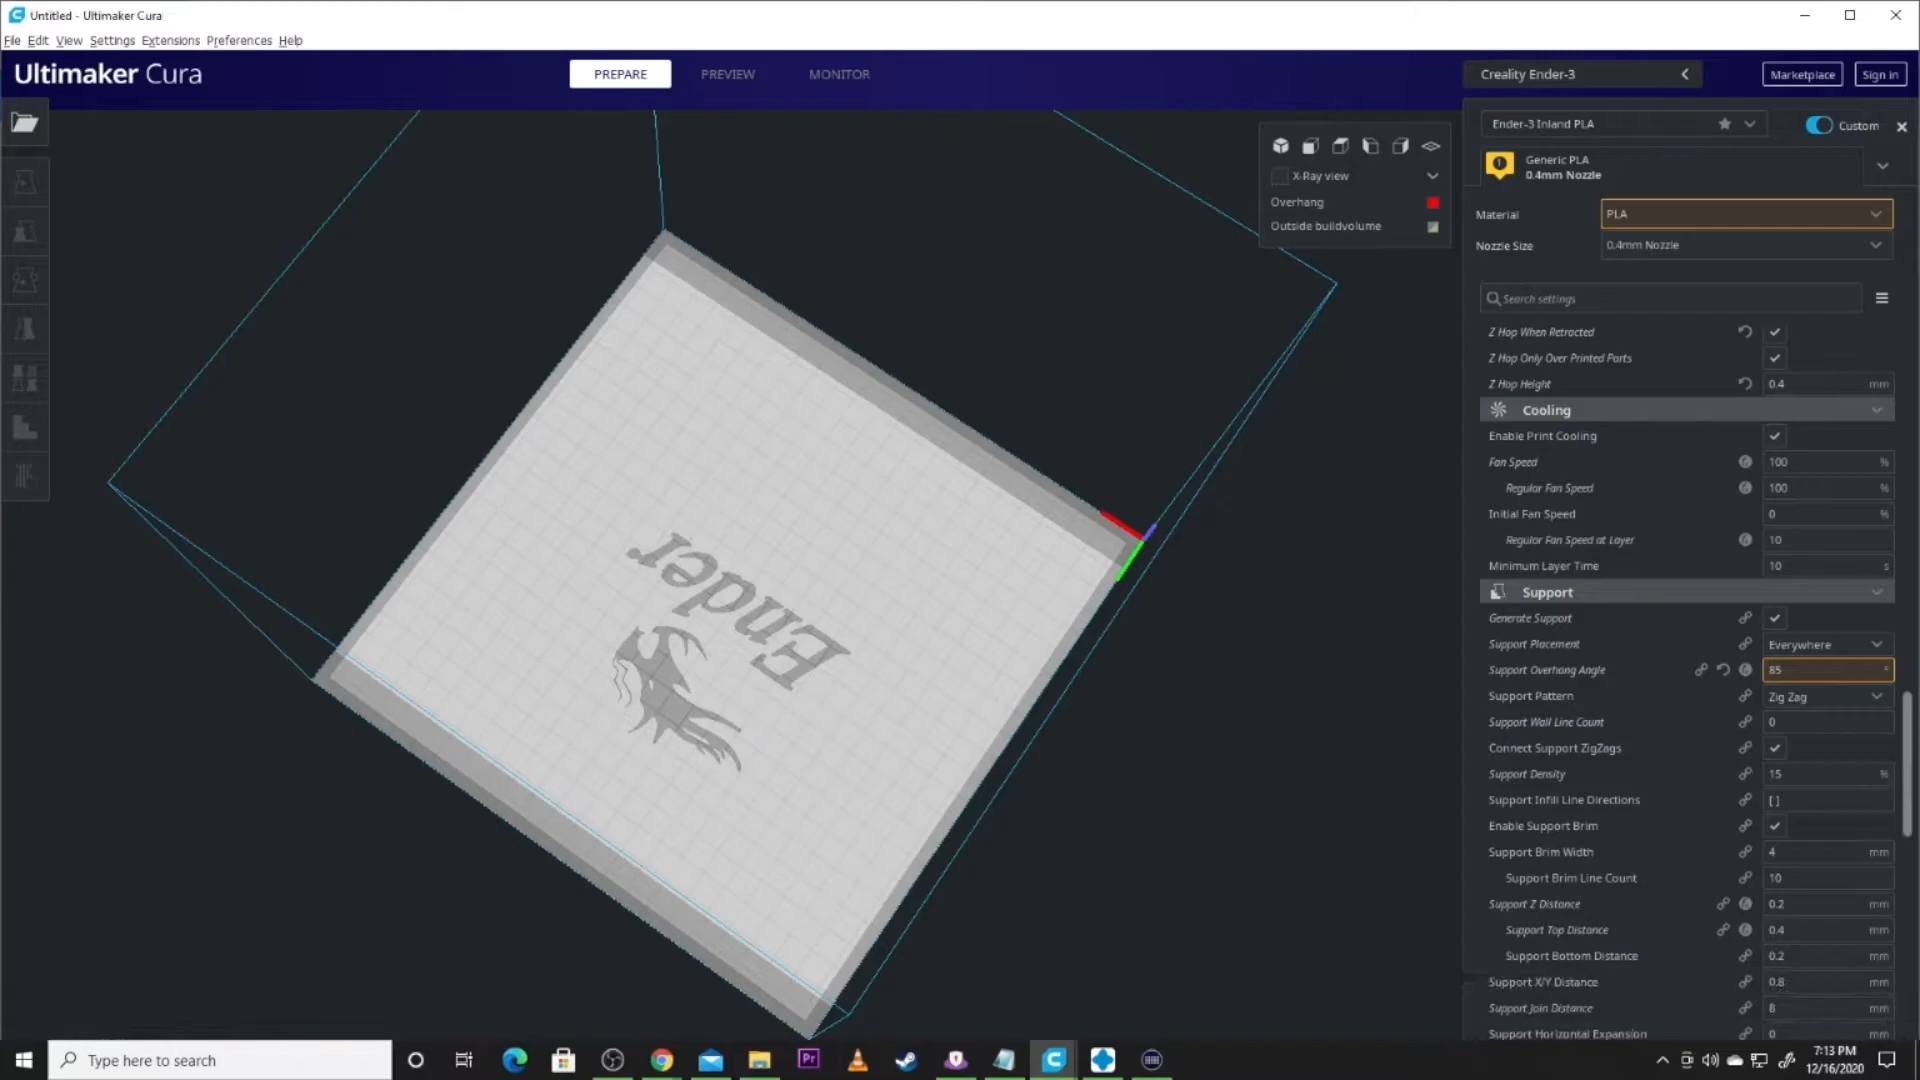 Untitled - Ultimaker Cura
File Edit View Settings Extensions Preferences Help
Ultimaker Cura
PREPARE
PREVIEW
MONITOR
Creality Ender-3
Marketplace
Sign in
Ender-3 Inland PLA
Custom
Generic PLA
0.4mm Nozzle
X-Ray view
Overhang
Outside buildvolume
Material PLA
Nozzle Size 0.4mm Nozzle
Search settings
Z Hop When Retracted
Z Hop Only Over Printed Parts
Z Hop Height 0.4 mm
Cooling
Enable Print Cooling
Fan Speed 100 %
Regular Fan Speed 100 %
Initial Fan Speed 0 %
Regular Fan Speed at Layer 10
Minimum Layer Time 10 s
Support
Generate Support
Support Placement Everywhere
Support Overhang Angle 85 °
Support Pattern Zig Zag
Support Wall Line Count 0
Connect Support ZigZags
Support Density 15 %
Support Infill Line Directions [ ]
Enable Support Brim
Support Brim Width 4 mm
Support Brim Line Count 10
Support Z Distance 0.2 mm
Support Top Distance 0.4 mm
Support Bottom Distance 0.2 mm
Support X/Y Distance 0.8 mm
Support Join Distance 8 mm
Support Horizontal Expansion 0 mm
Ender
Type here to search
Pr
7:13 PM
12/16/2020